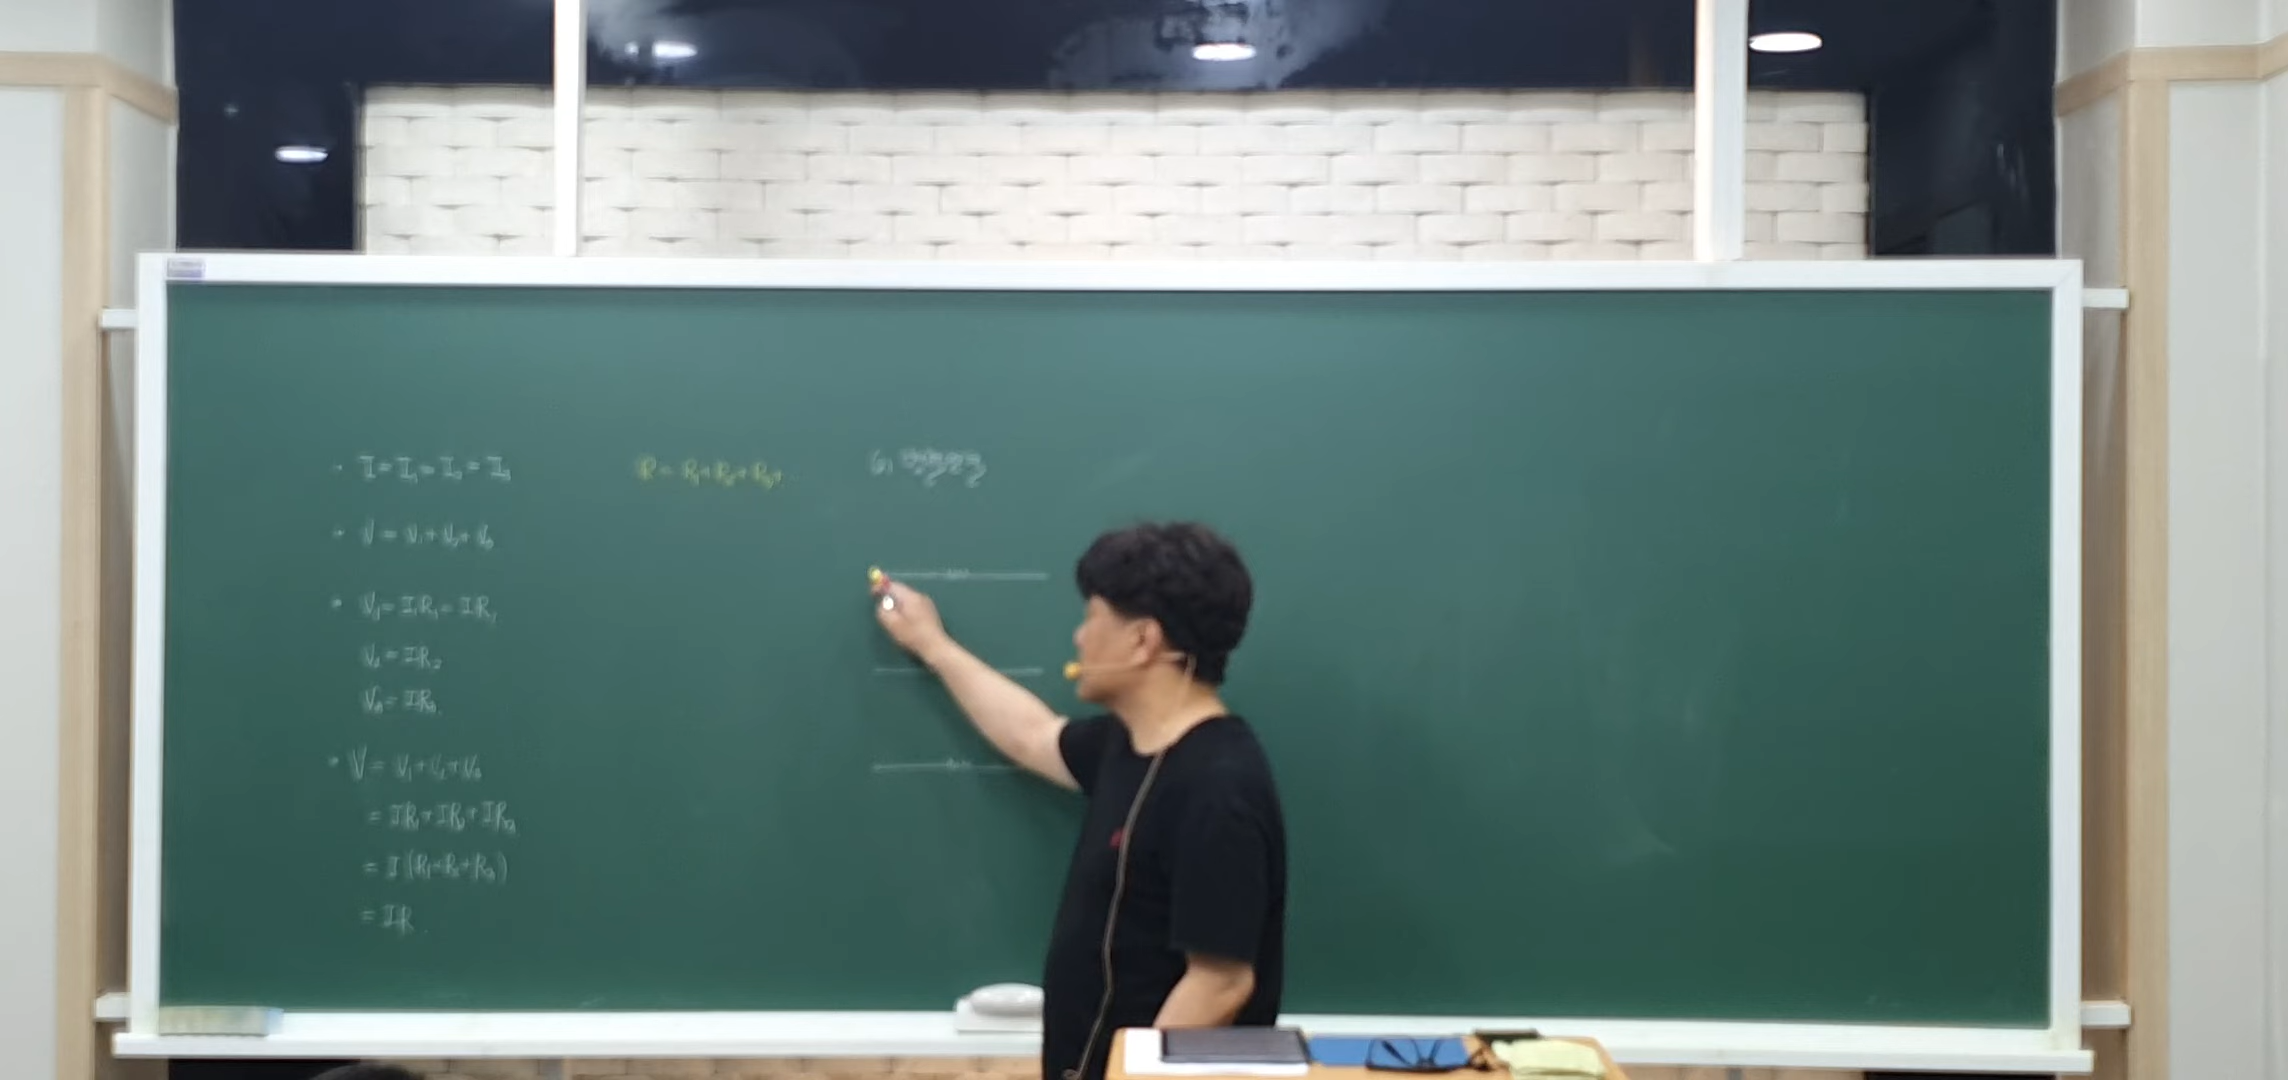 · I = I₁ = I₂ = I₃
· V = V₁ + V₂ + V₃
· V₁ = I₁R₁ = IR₁
V₂ = IR₂
V₃ = IR₃
· V = V₁ + V₂ + V₃
= IR₁ + IR₂ + IR₃
= I(R₁ + R₂ + R₃)
= IR
R = R₁ + R₂ + R₃ + ...